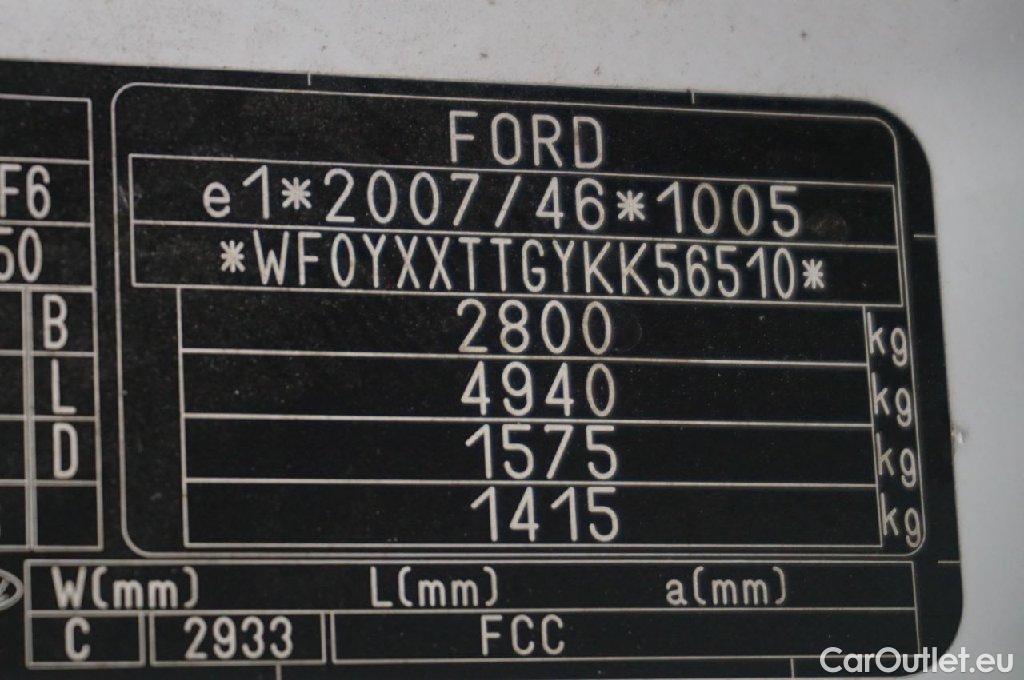 FORD
F6
e1*2007/46*1005
50
*WF0YXXTTGYKK56510*
B
2800
kg
L
4940
kg
D
1575
kg
1415
kg
W(mm)
L(mm)
a(mm)
C
2933
FCC
CarOutlet.eu